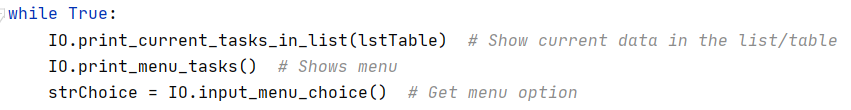 while True:
    IO.print_current_tasks_in_list(lstTable)  # Show current data in the list/table
    IO.print_menu_tasks()  # Shows menu
    strChoice = IO.input_menu_choice()  # Get menu option